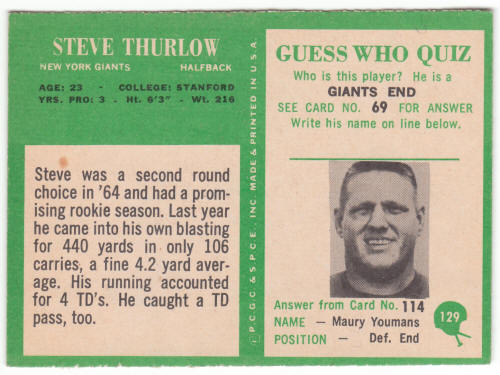 STEVE THURLOW
NEW YORK GIANTS HALFBACK
AGE: 23 - COLLEGE: STANFORD
YRS. PRO: 3 - Ht. 6'3" - Wt. 216
Steve was a second round
choice in '64 and had a prom-
ising rookie season. Last year
he came into his own blasting
for 440 yards in only 106
carries, a fine 4.2 yard aver-
age. His running accounted
for 4 TD's. He caught a TD
pass, too.
© P.C.G.C. & S.P.C.E., INC. MADE & PRINTED IN U.S.A.
GUESS WHO QUIZ
Who is this player? He is a
GIANTS END
SEE CARD NO. 69 FOR ANSWER
Write his name on line below.
Answer from Card No. 114
NAME — Maury Youmans
POSITION — Def. End
129